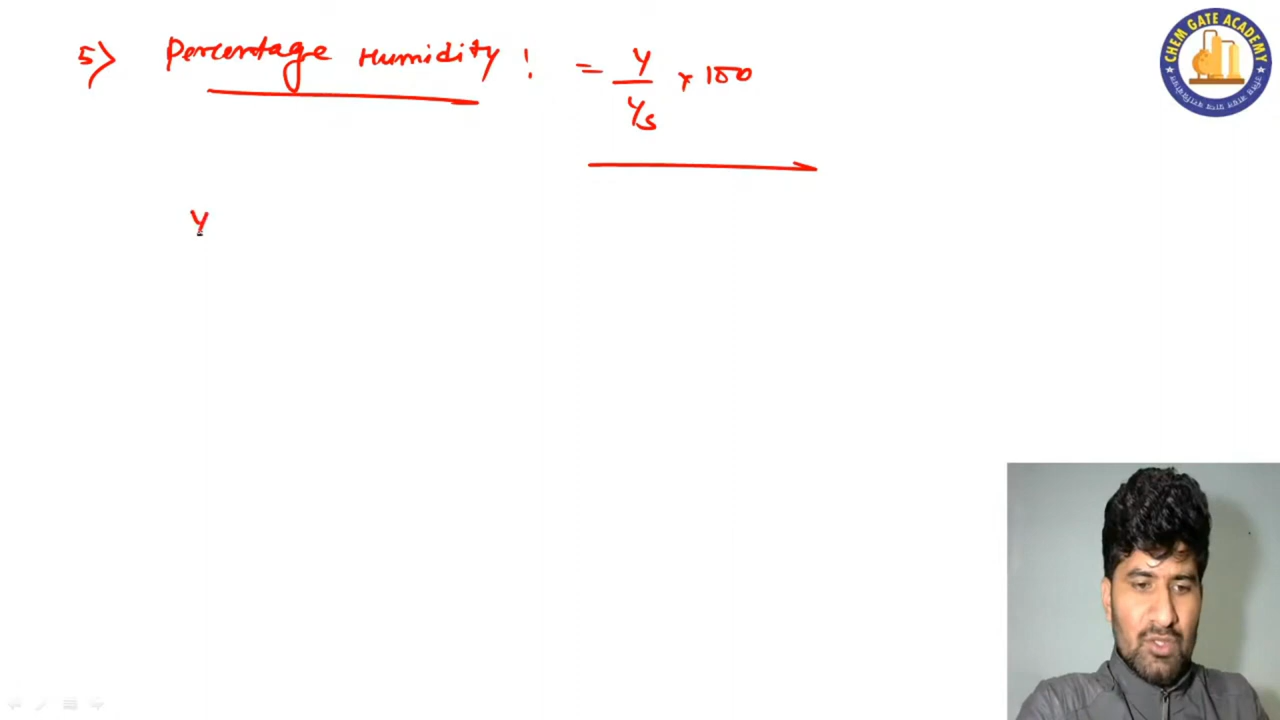 5) Percentage Humidity : = Y / Ys × 100
Y
CHEM GATE ACADEMY